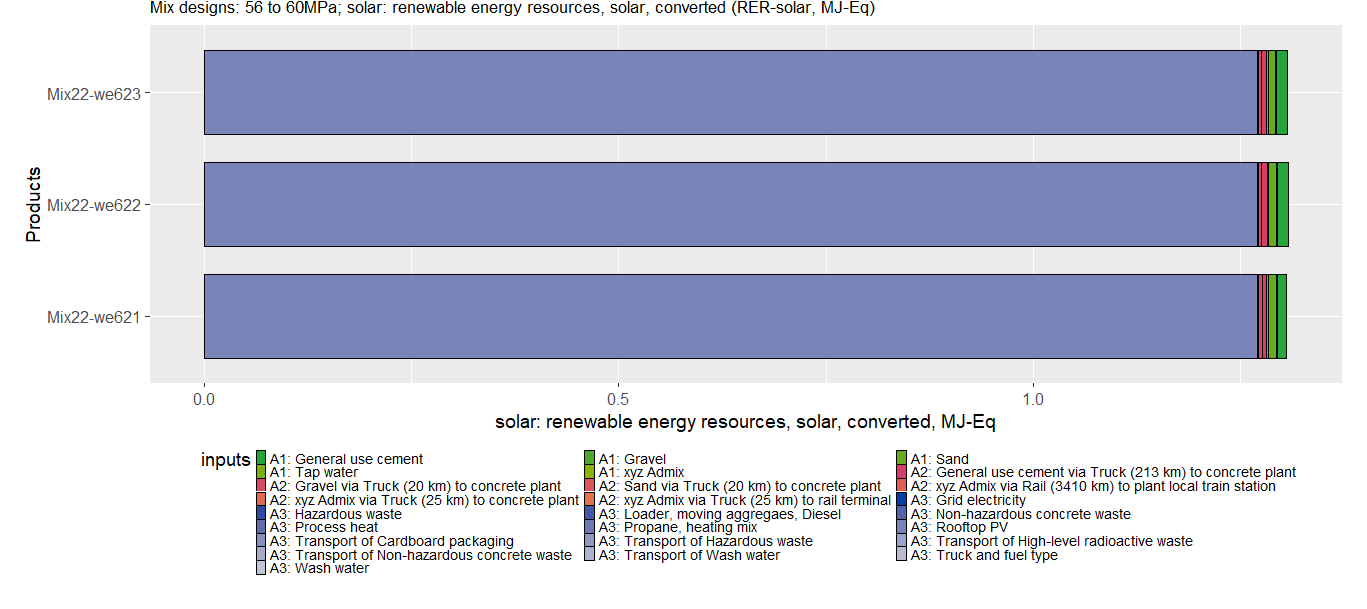 Mix designs: 56 to 60MPa; solar: renewable energy resources, solar, converted (RER-solar, MJ-Eq)
Products
Mix22-we623
Mix22-we622
Mix22-we621
0.0 0.5 1.0
solar: renewable energy resources, solar, converted, MJ-Eq
inputs
A1: General use cement A1: Gravel A1: Sand
A1: Tap water A1: xyz Admix A2: General use cement via Truck (213 km) to concrete plant
A2: Gravel via Truck (20 km) to concrete plant A2: Sand via Truck (20 km) to concrete plant A2: xyz Admix via Rail (3410 km) to plant local train station
A2: xyz Admix via Truck (25 km) to concrete plant A2: xyz Admix via Truck (25 km) to rail terminal A3: Grid electricity
A3: Hazardous waste A3: Loader, moving aggregaes, Diesel A3: Non-hazardous concrete waste
A3: Process heat A3: Propane, heating mix A3: Rooftop PV
A3: Transport of Cardboard packaging A3: Transport of Hazardous waste A3: Transport of High-level radioactive waste
A3: Transport of Non-hazardous concrete waste A3: Transport of Wash water A3: Truck and fuel type
A3: Wash water